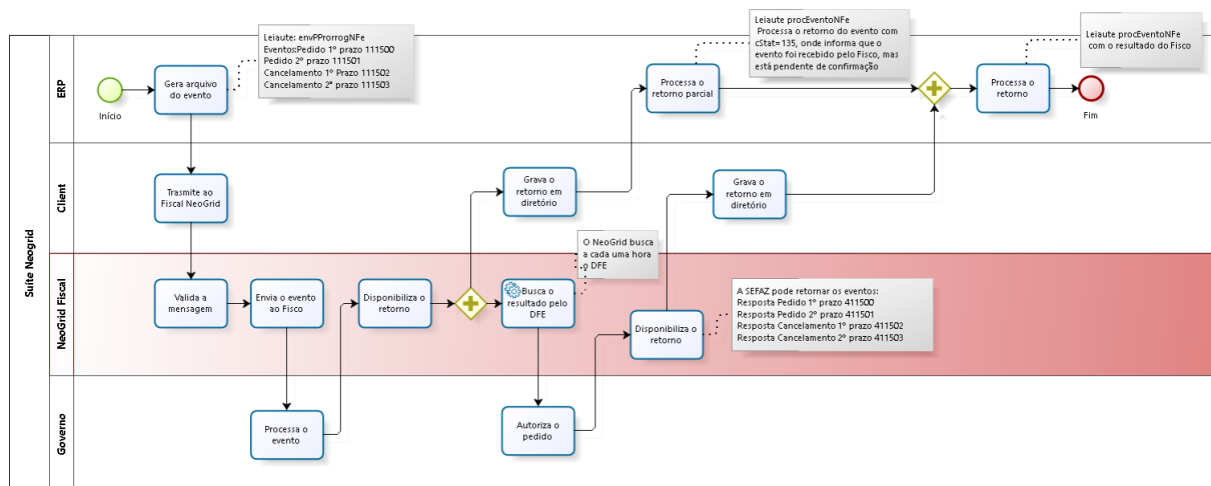 Suíte Neogrid
ERP
Client
NeoGrid Fiscal
Governo
Início
Gera arquivo
do evento
Leiaute: envPProrrogNFe
Eventos:Pedido 1º prazo 111500
Pedido 2º prazo 111501
Cancelamento 1º Prazo 111502
Cancelamento 2ª prazo 111503
Processa o
retorno parcial
Leiaute procEventoNFe
Processa o retorno do evento com
cStat=135, onde informa que o
evento foi recebido pelo Fisco, mas
está pendente de confirmação
Processa o
retorno
Leiaute procEventoNFe
com o resultado do Fisco
Fim
Trasmite ao
Fiscal NeoGrid
Grava o
retorno em
diretório
Grava o
retorno em
diretório
Valida a
mensagem
Envia o evento
ao Fisco
Disponibiliza o
retorno
Busca o
resultado pelo
DFE
O NeoGrid busca
a cada uma hora
o DFE
Disponibiliza o
retorno
A SEFAZ pode retornar os eventos:
Resposta Pedido 1º prazo 411500
Resposta Pedido 2º prazo 411501
Resposta Cancelamento 1º prazo 411502
Resposta Cancelamento 2º prazo 411503
Processa o
evento
Autoriza o
pedido